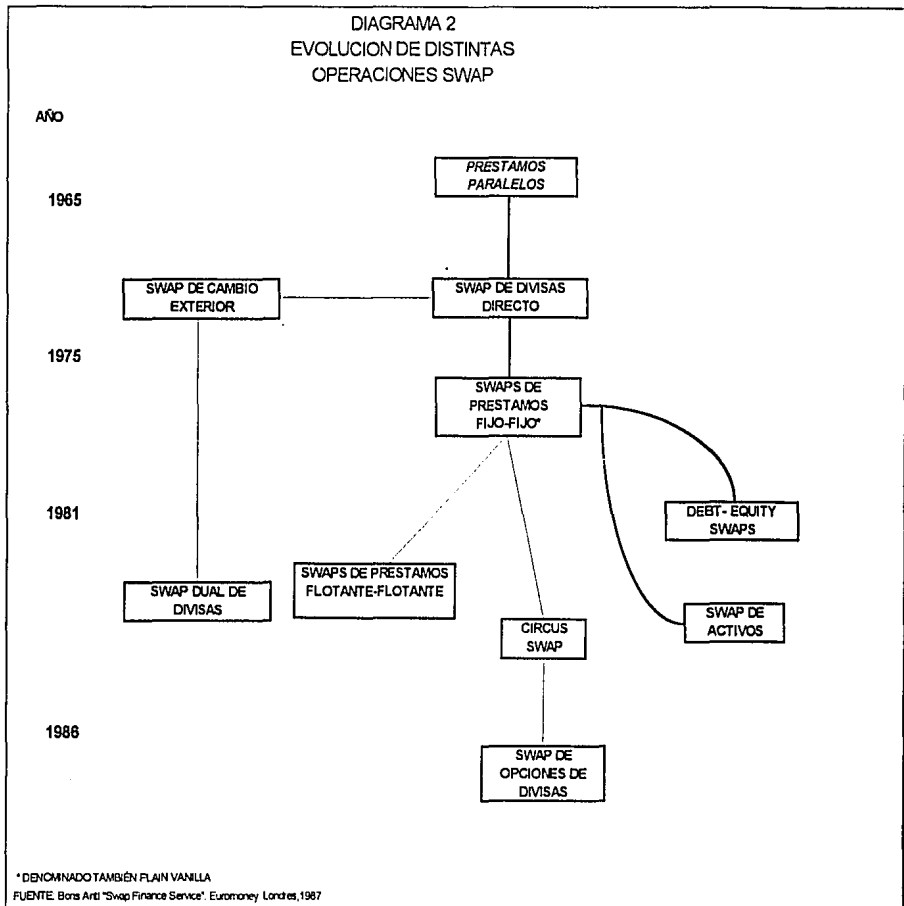 DIAGRAMA 2
EVOLUCION DE DISTINTAS
OPERACIONES SWAP
AÑO
PRESTAMOS
PARALELOS
1965
SWAP DE CAMBIO
EXTERIOR
SWAP DE DIVISAS
DIRECTO
1975
SWAPS DE
PRESTAMOS
FIJO-FIJO*
1981
DEBT- EQUITY
SWAPS
SWAPS DE PRESTAMOS
FLOTANTE-FLOTANTE
SWAP DUAL DE
DIVISAS
SWAP DE
ACTIVOS
CIRCUS
SWAP
1986
SWAP DE
OPCIONES DE
DIVISAS
* DENOMINADO TAMBIÉN PLAIN VANILLA
FUENTE: Boris Antl "Swap Finance Service". Euromoney Londres, 1987